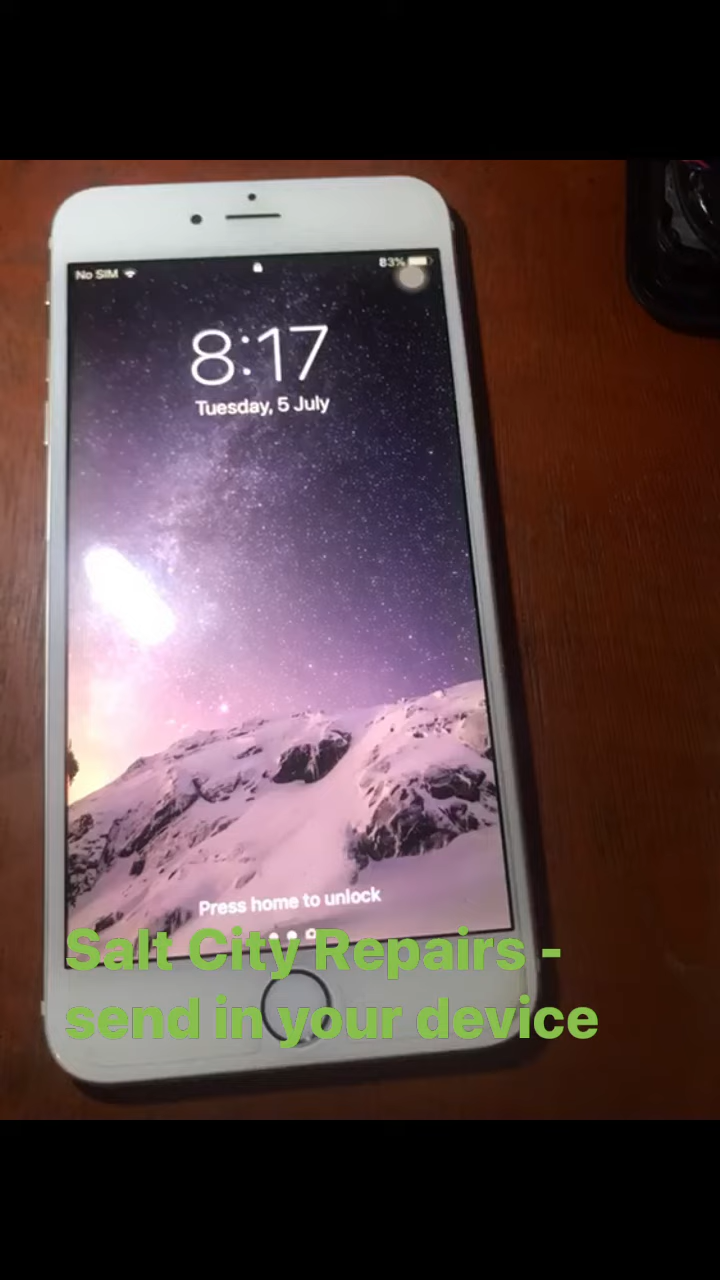 No SIM 83%
8:17
Tuesday, 5 July
Press home to unlock
Salt City Repairs -
send in your device